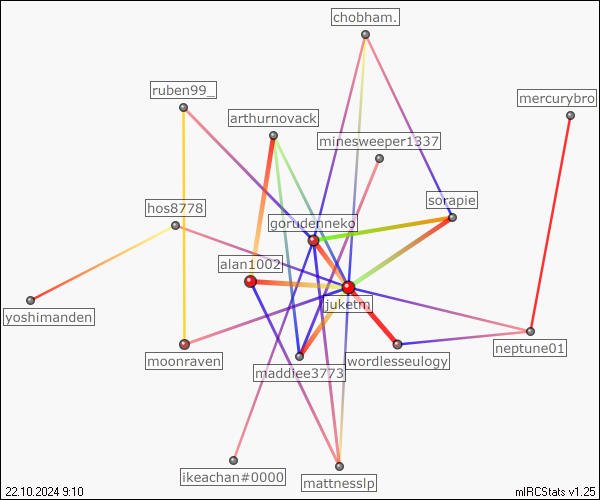 chobham.
ruben99_
mercurybro
arthurnovack
minesweeper1337
sorapie
hos8778
gorudenneko
alan1002
juketm
yoshimanden
neptune01
moonraven
wordlesseulogy
maddiee3773
ikeachan#0000
mattnesslp
22.10.2024 9:10
mIRCStats v1.25